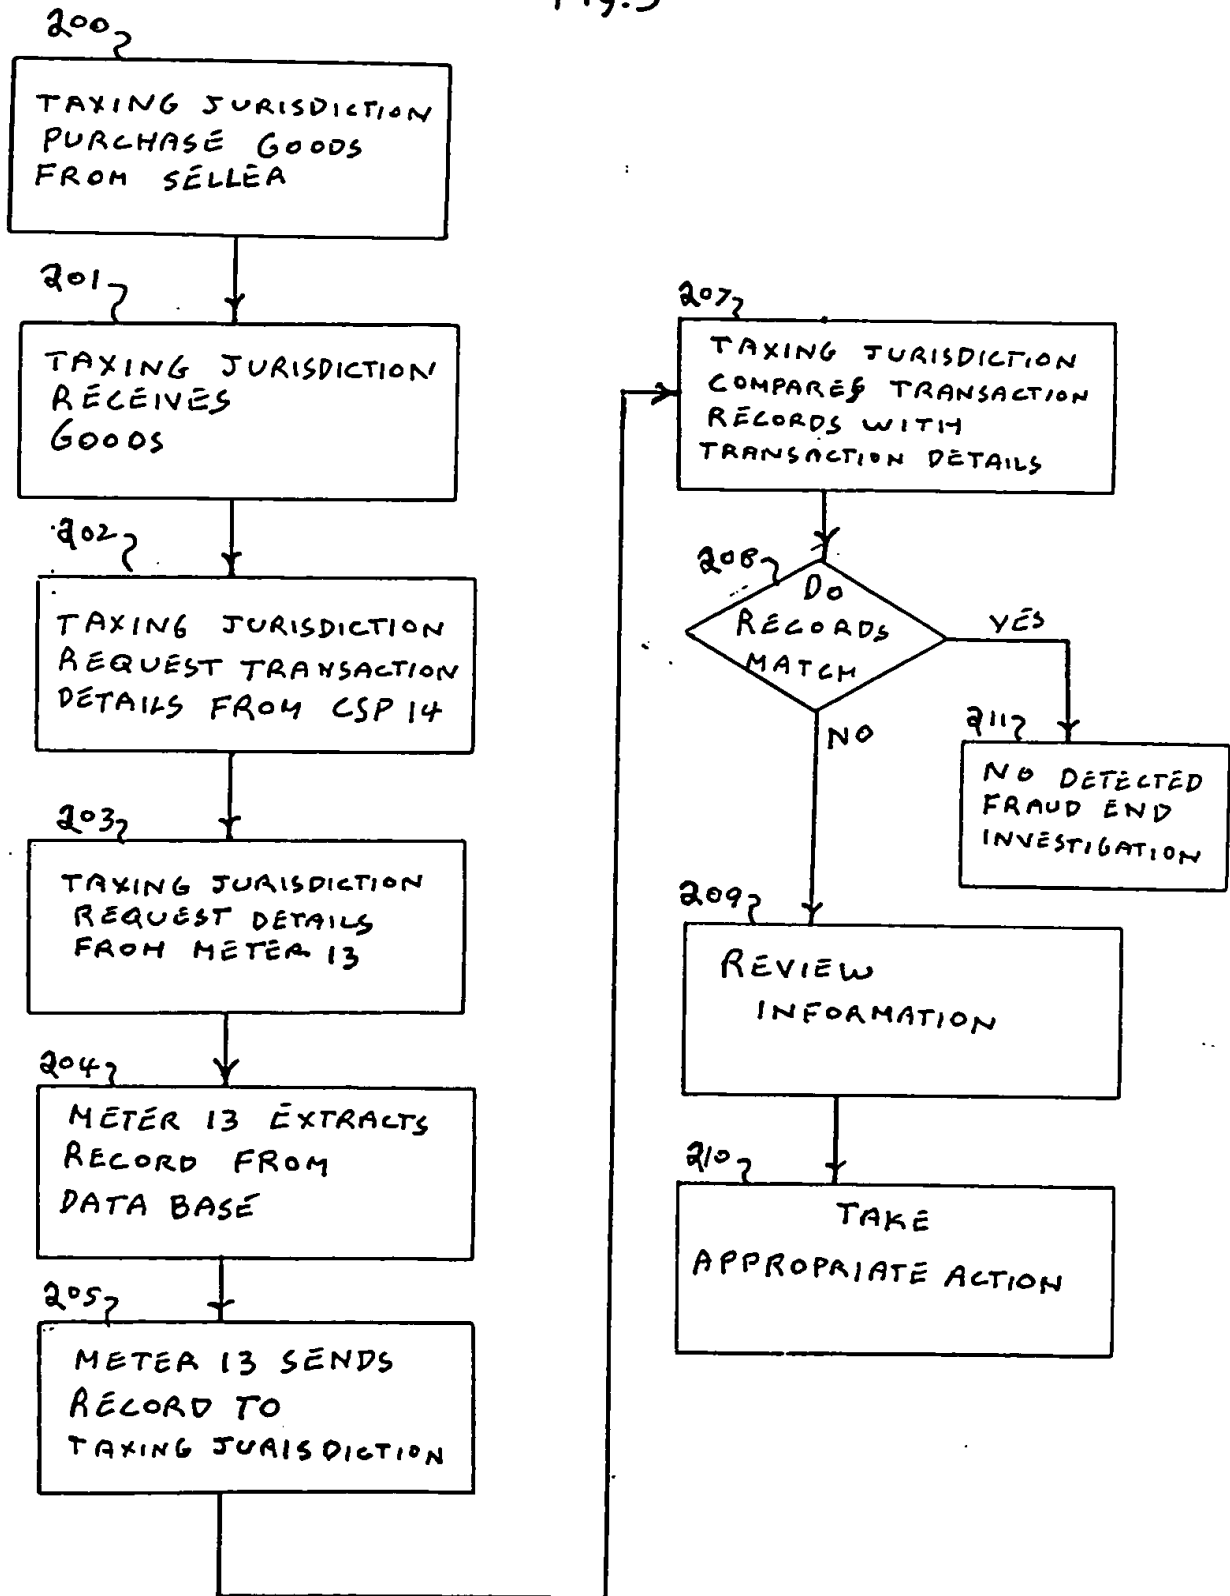 Fig.5
200
TAXING JURISDICTION
PURCHASE GOODS
FROM SELLER
201
TAXING JURISDICTION
RECEIVES
GOODS
202
TAXING JURISDICTION
REQUEST TRANSACTION
DETAILS FROM CSP 14
203
TAXING JURISDICTION
REQUEST DETAILS
FROM METER 13
204
METER 13 EXTRACTS
RECORD FROM
DATA BASE
205
METER 13 SENDS
RECORD TO
TAXING JURISDICTION
207
TAXING JURISDICTION
COMPARES TRANSACTION
RECORDS WITH
TRANSACTION DETAILS
208
DO
RECORDS
MATCH
YES
NO
211
NO DETECTED
FRAUD END
INVESTIGATION
209
REVIEW
INFORMATION
210
TAKE
APPROPRIATE ACTION